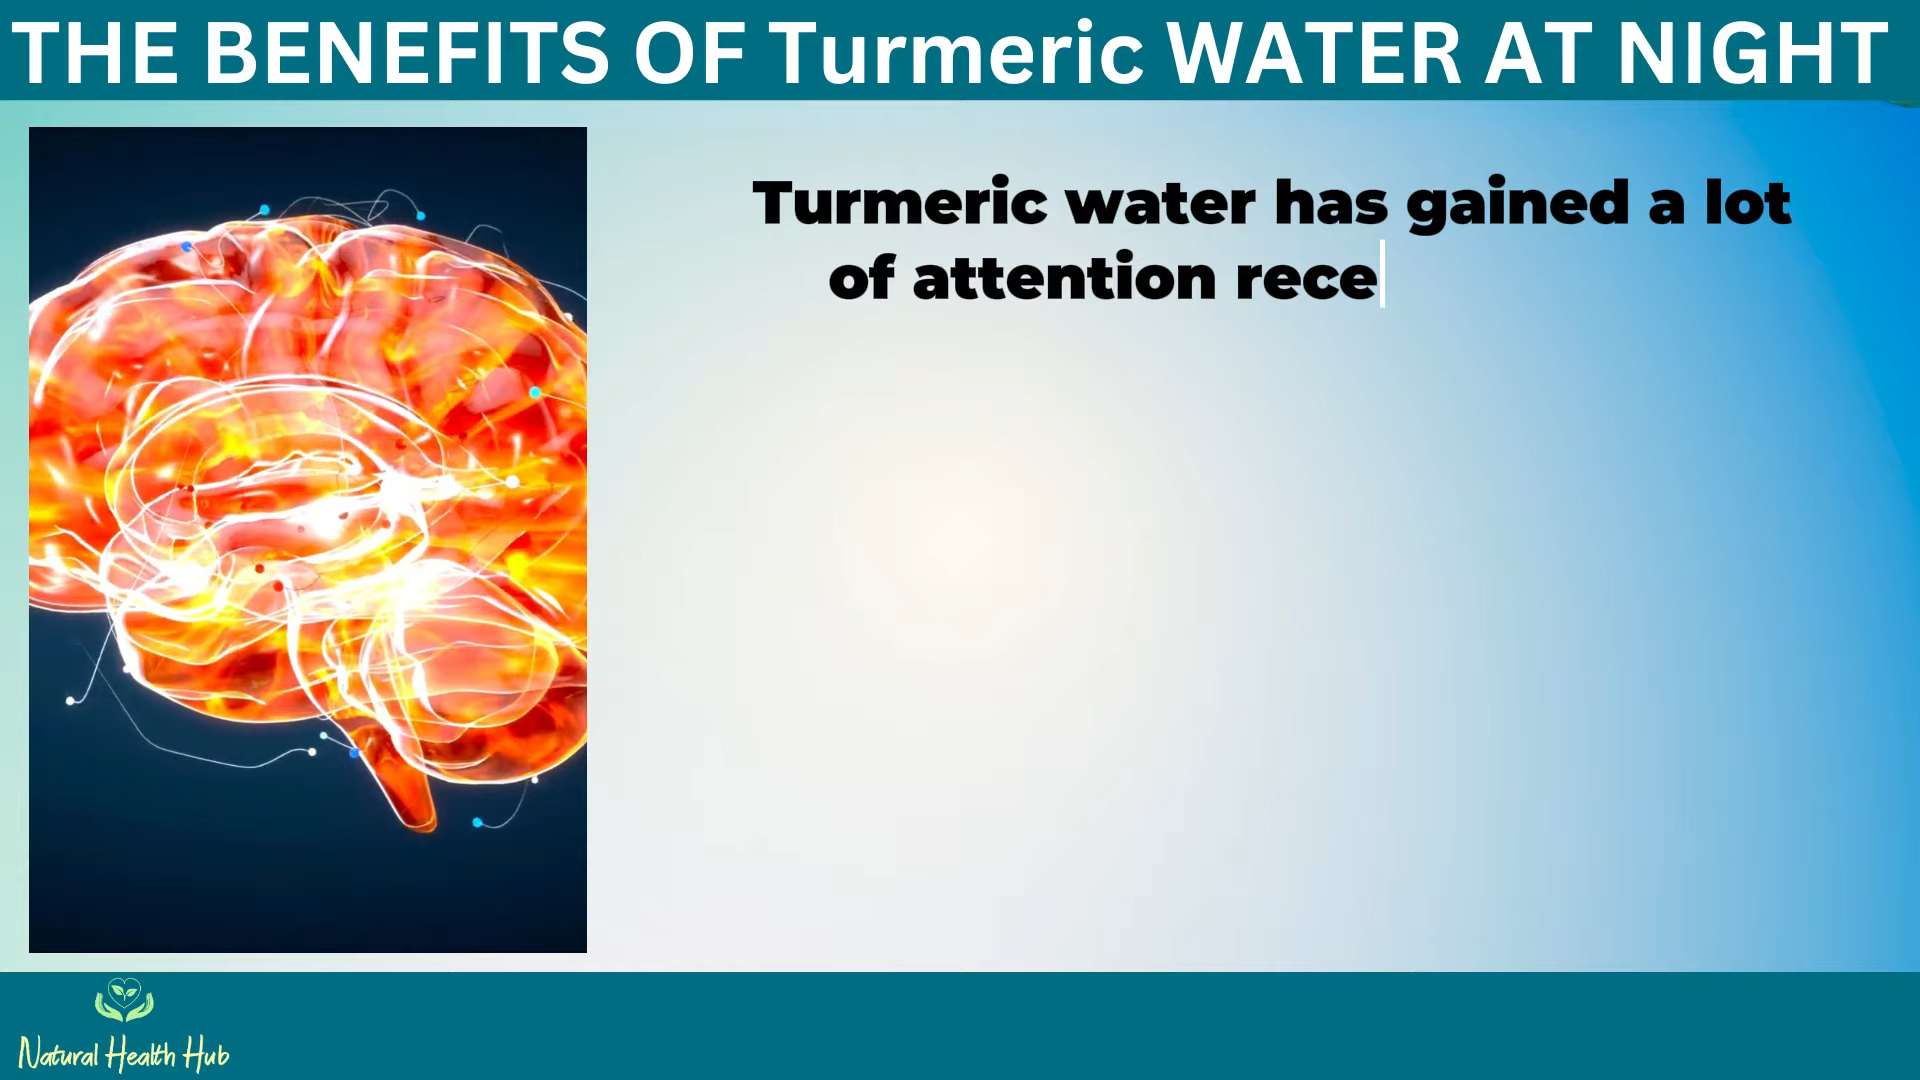 THE BENEFITS OF Turmeric WATER AT NIGHT
Turmeric water has gained a lot
of attention rece
Natural Health Hub